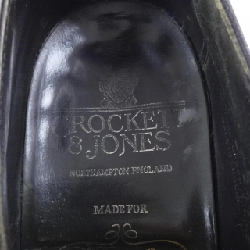 CROCKETT
& JONES
NORTHAMPTON ENGLAND
MADE FOR